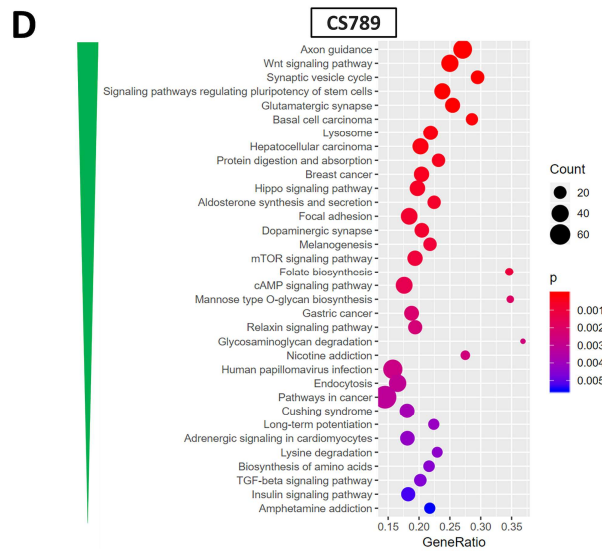 D
CS789
Axon guidance
Wnt signaling pathway
Synaptic vesicle cycle
Signaling pathways regulating pluripotency of stem cells
Glutamatergic synapse
Basal cell carcinoma
Lysosome
Hepatocellular carcinoma
Protein digestion and absorption
Breast cancer
Hippo signaling pathway
Aldosterone synthesis and secretion
Focal adhesion
Dopaminergic synapse
Melanogenesis
mTOR signaling pathway
Folate biosynthesis
cAMP signaling pathway
Mannose type O-glycan biosynthesis
Gastric cancer
Relaxin signaling pathway
Glycosaminoglycan degradation
Nicotine addiction
Human papillomavirus infection
Endocytosis
Pathways in cancer
Cushing syndrome
Long-term potentiation
Adrenergic signaling in cardiomyocytes
Lysine degradation
Biosynthesis of amino acids
TGF-beta signaling pathway
Insulin signaling pathway
Amphetamine addiction
0.15 0.20 0.25 0.30 0.35
GeneRatio
Count
20
40
60
p
0.001
0.002
0.003
0.004
0.005